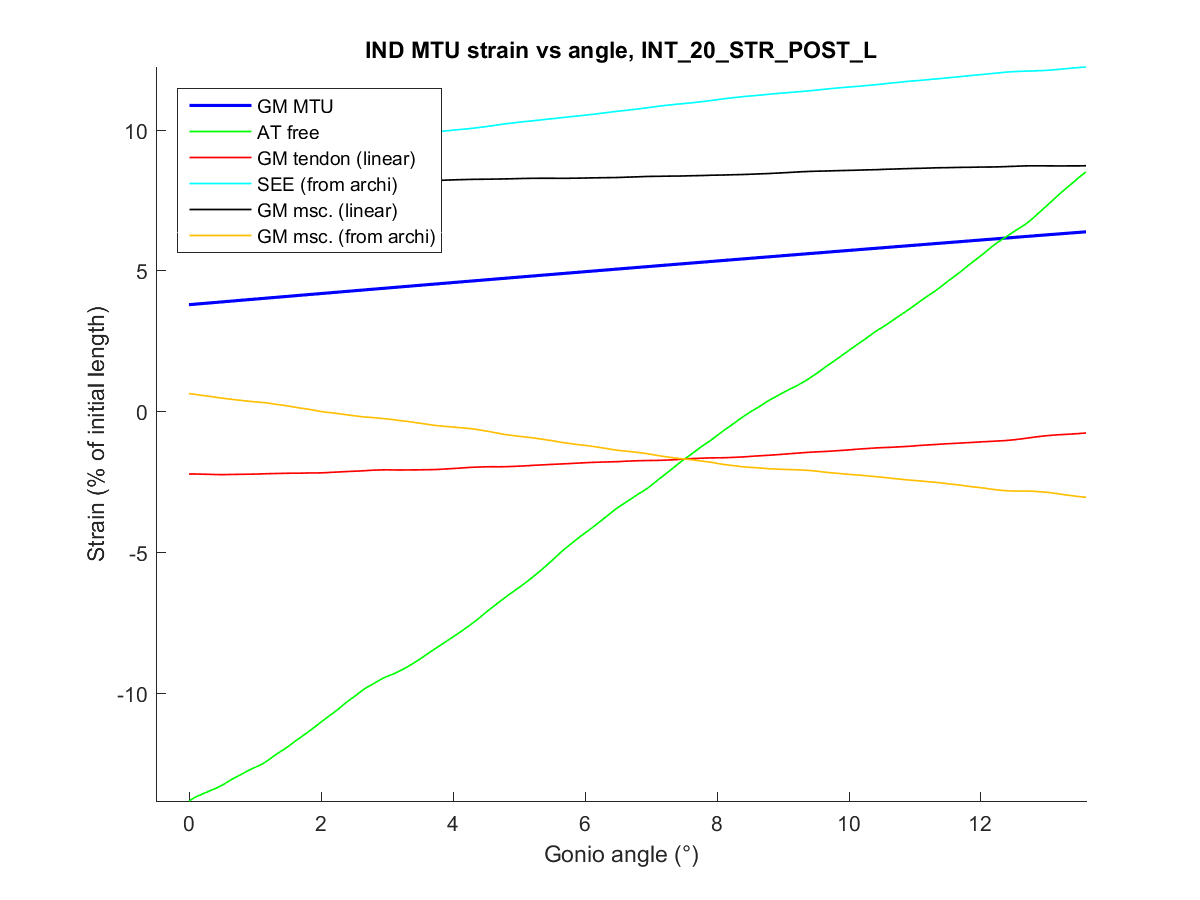 IND MTU strain vs angle, INT_20_STR_POST_L
GM MTU
AT free
GM tendon (linear)
SEE (from archi)
GM msc. (linear)
GM msc. (from archi)
10
5
0
-5
-10
Strain (% of initial length)
0 2 4 6 8 10 12
Gonio angle (°)